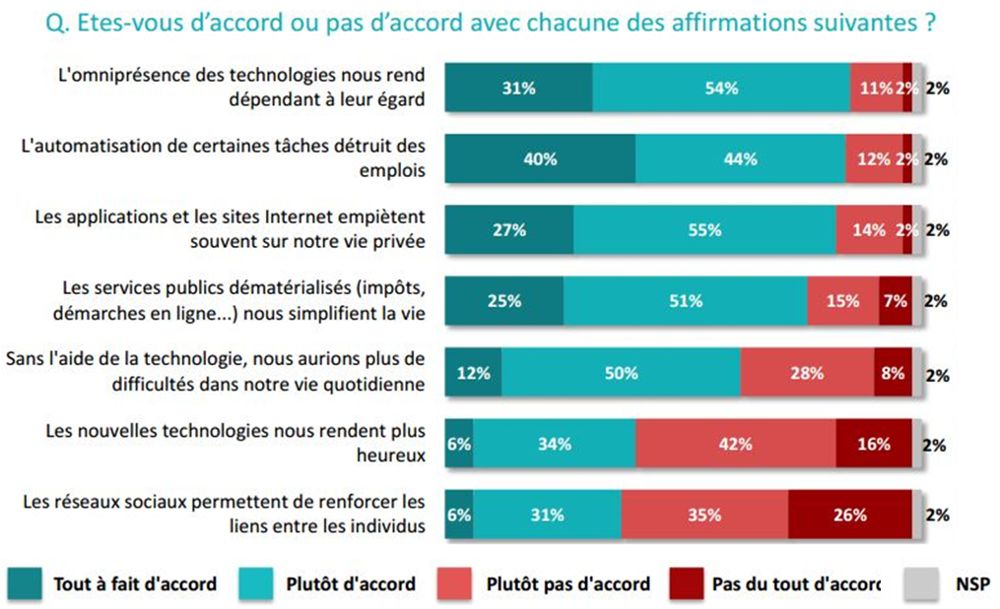 Q. Etes-vous d'accord ou pas d'accord avec chacune des affirmations suivantes ?
L'omniprésence des technologies nous rend
dépendant à leur égard
31% 54% 11% 2% 2%
L'automatisation de certaines tâches détruit des
emplois
40% 44% 12% 2% 2%
Les applications et les sites Internet empiètent
souvent sur notre vie privée
27% 55% 14% 2% 2%
Les services publics dématérialisés (impôts,
démarches en ligne...) nous simplifient la vie
25% 51% 15% 7% 2%
Sans l'aide de la technologie, nous aurions plus de
difficultés dans notre vie quotidienne
12% 50% 28% 8% 2%
Les nouvelles technologies nous rendent plus
heureux
6% 34% 42% 16% 2%
Les réseaux sociaux permettent de renforcer les
liens entre les individus
6% 31% 35% 26% 2%
Tout à fait d'accord Plutôt d'accord Plutôt pas d'accord Pas du tout d'accord NSP